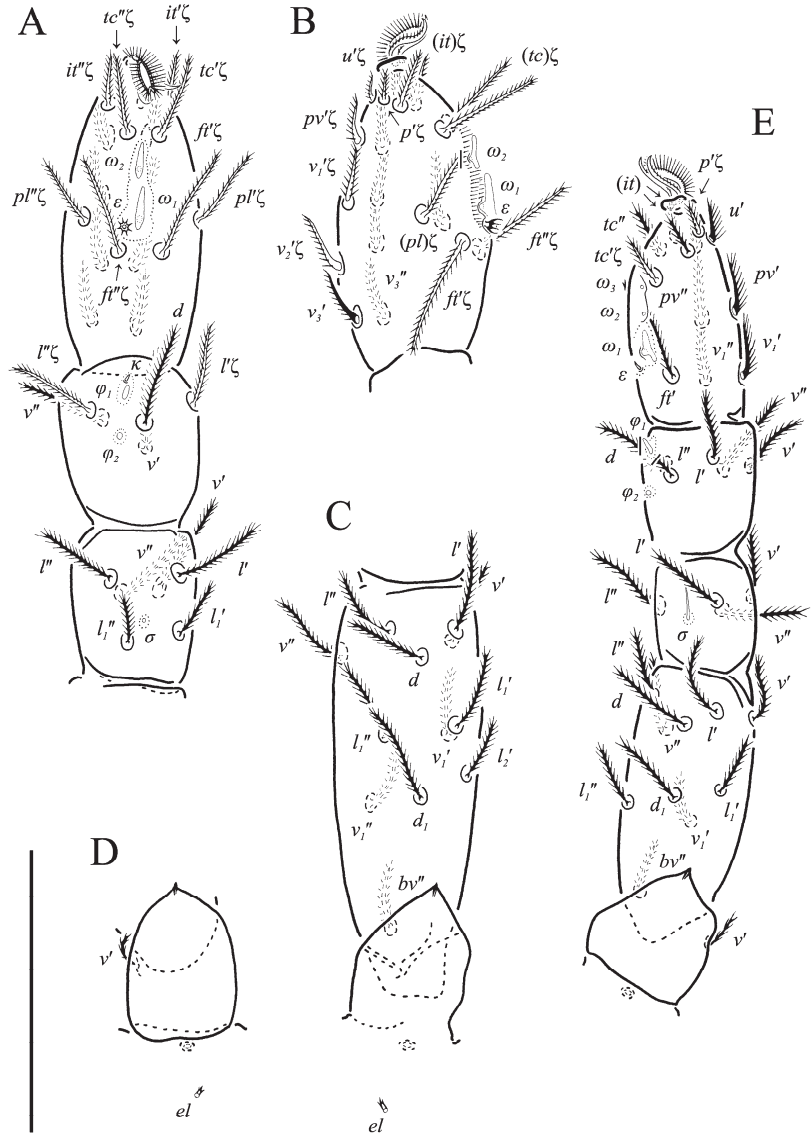 A
tc″ζ
it′ζ
it″ζ
tc′ζ
ft′ζ
ω₂
pl″ζ
ε
ω₁
pl′ζ
ft″ζ
d
l″ζ
κ
l′ζ
φ₁
v″
φ₂
v′
v′
l″
v″
l′
l₁″
σ
l₁′
B
(it)ζ
u′ζ
(tc)ζ
pv′ζ
p′ζ
ω₂
v₁′ζ
ω₁
ε
(pl)ζ
ft″ζ
v₂′ζ
v₃″
ft′ζ
v₃′
C
l′
l″
v′
v″
d
l₁′
l₁″
v₁′
l₂′
v₁″
d₁
bv″
el
D
v′
el
E
p′ζ
(it)
tc″
u′
tc′ζ
ω₃
pv″
pv′
ω₂
ω₁
v₁″
v₁′
ε
ft′
v″
φ₁
d
l″
l′
v′
φ₂
l′
v′
l″
σ
v″
l″
d
v″
l′
v′
l₁″
d₁
v₁′
l₁′
bv″
v′